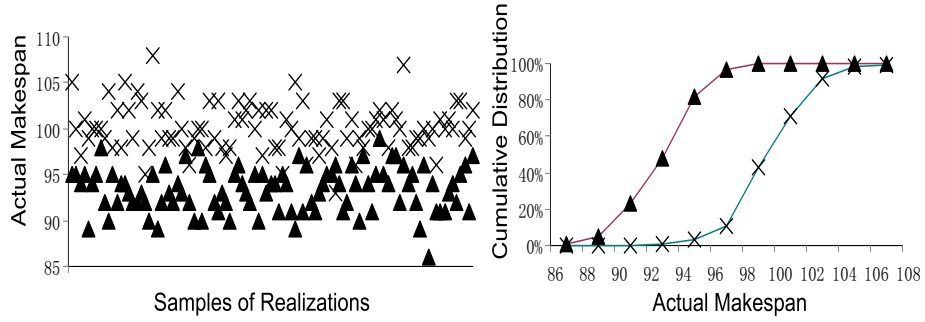 Actual Makespan
110
105
100
95
90
85
Samples of Realizations
Cumulative Distribution
100%
80%
60%
40%
20%
0%
86 88 90 92 94 96 98 100 102 104 106 108
Actual Makespan